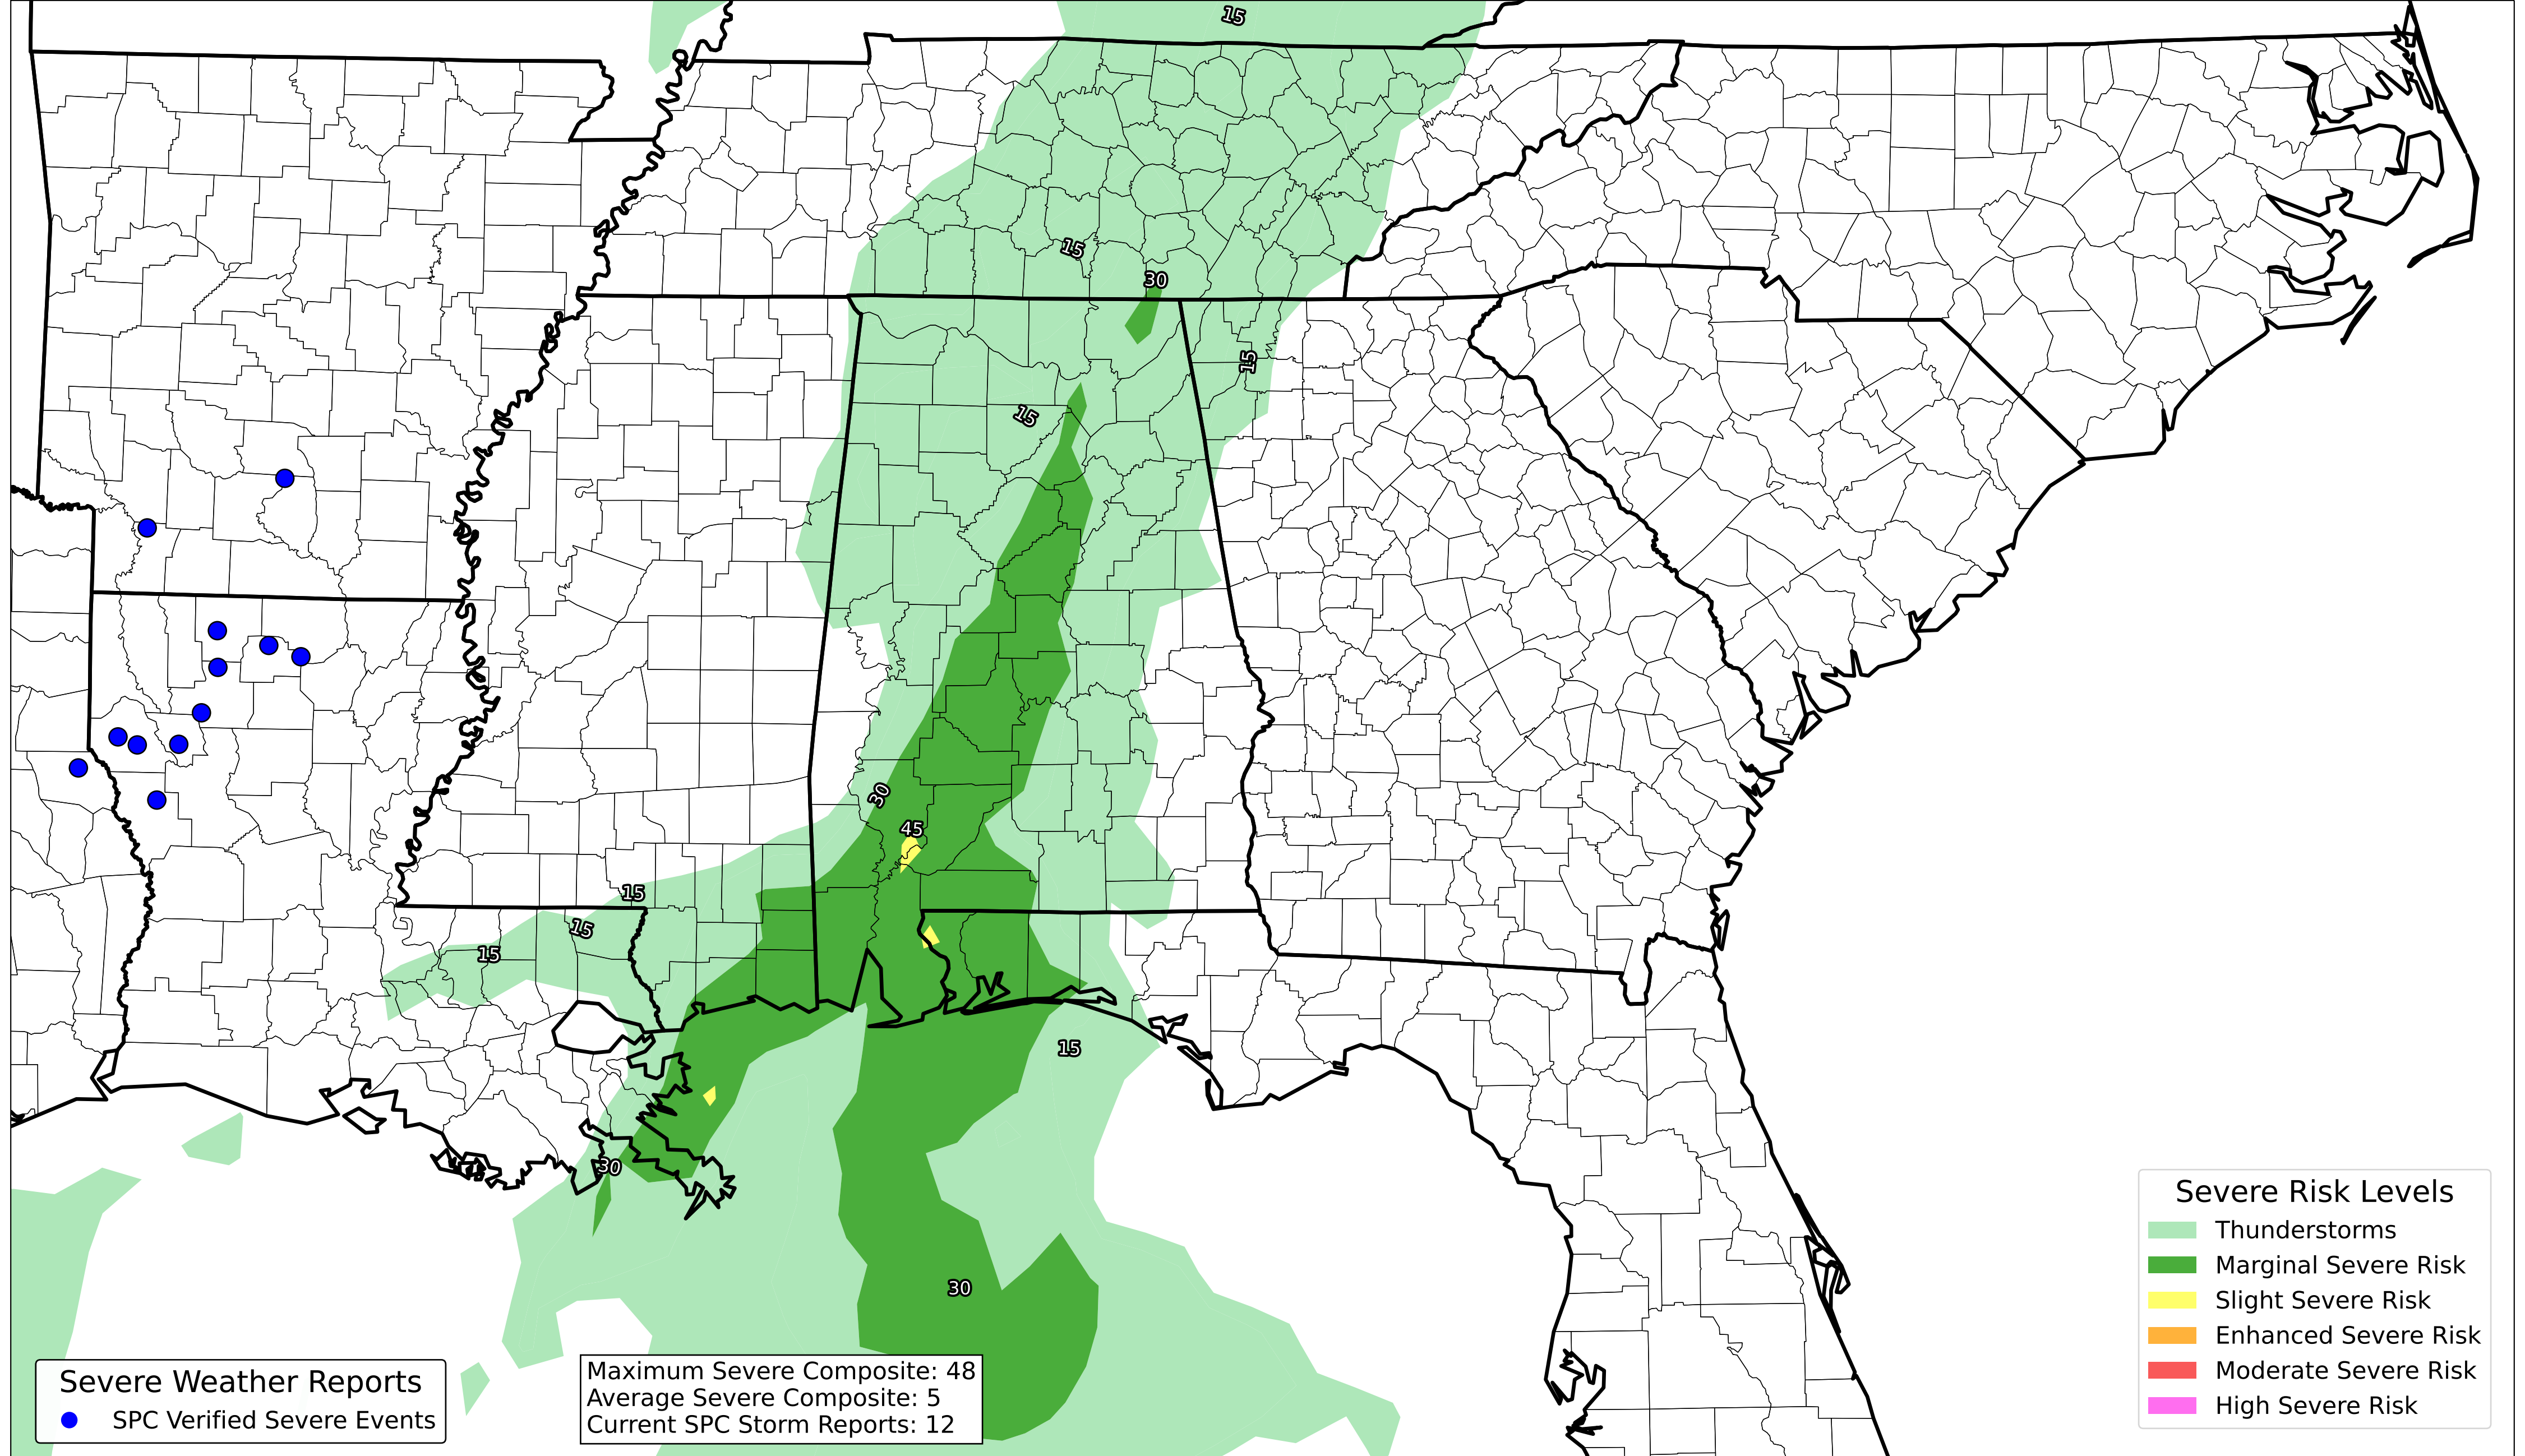 15
15
30
15
15
30
45
15
15
15
15
30
30
Severe Risk Levels
Thunderstorms
Marginal Severe Risk
Slight Severe Risk
Enhanced Severe Risk
Moderate Severe Risk
High Severe Risk
Severe Weather Reports
SPC Verified Severe Events
Maximum Severe Composite: 48
Average Severe Composite: 5
Current SPC Storm Reports: 12